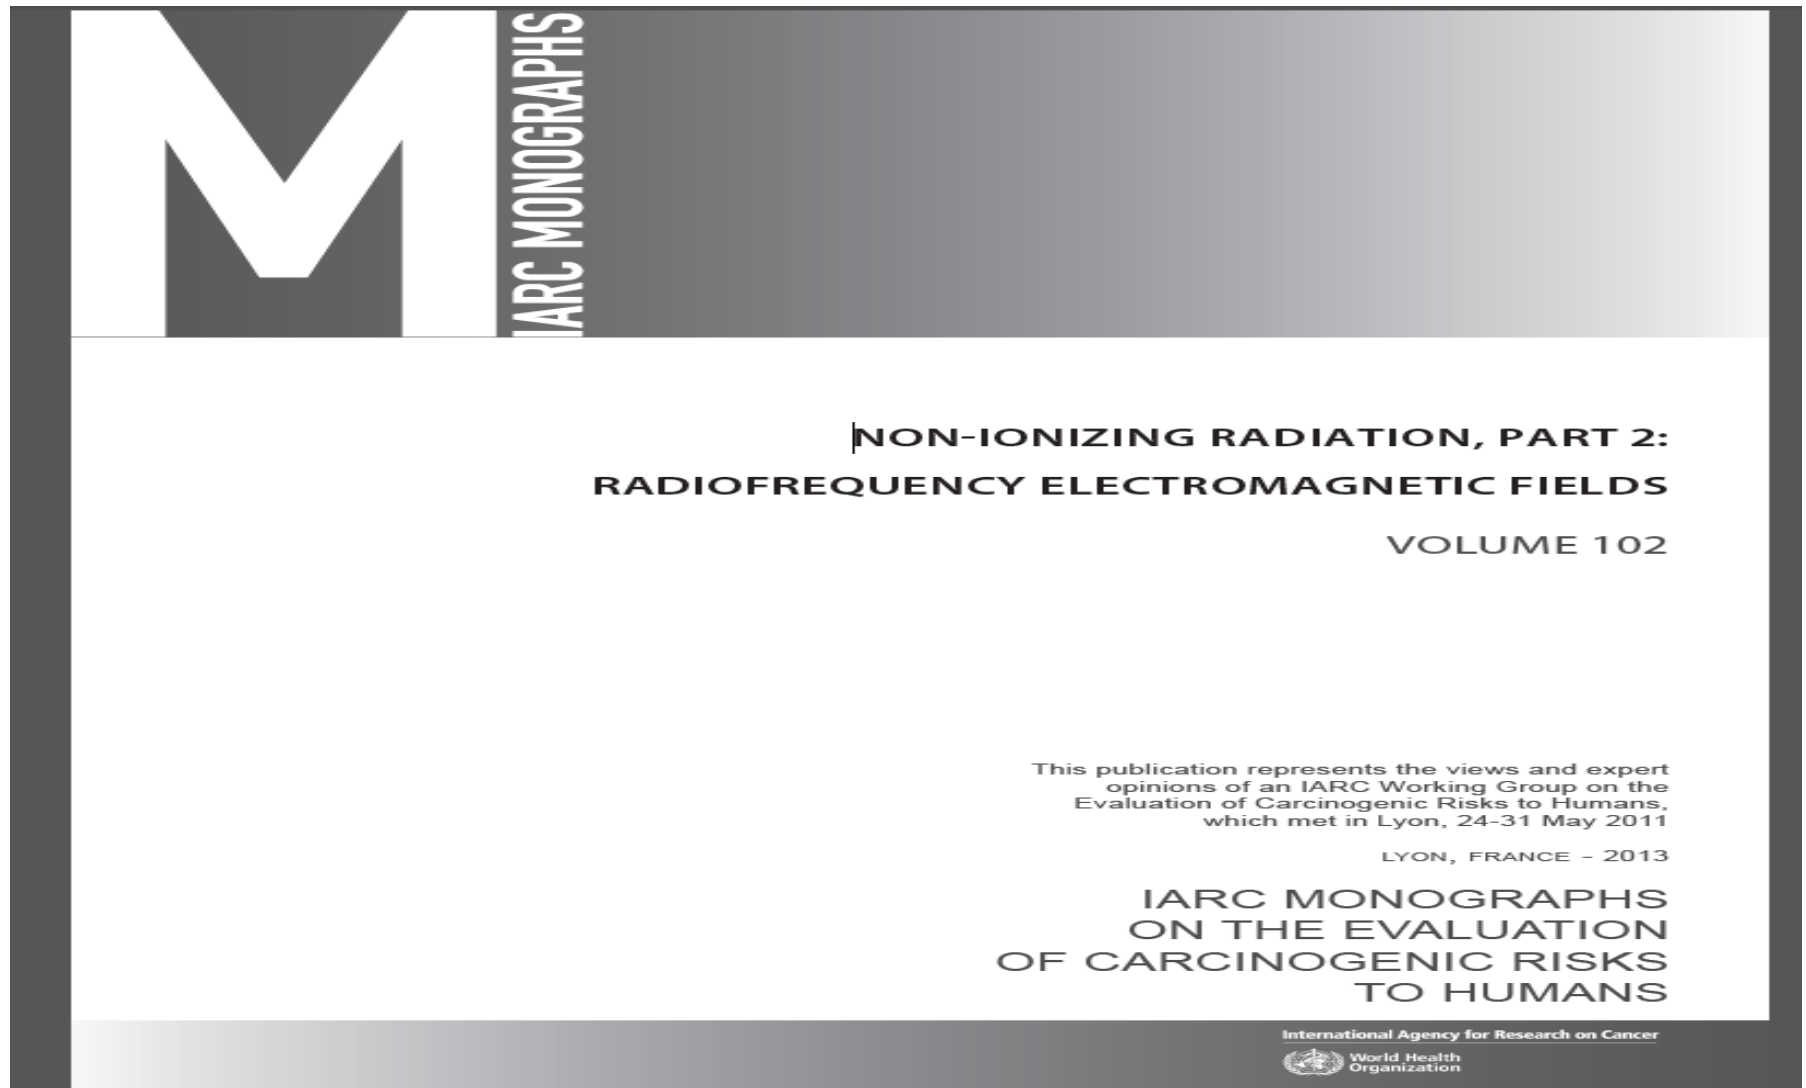 M
IARC MONOGRAPHS
NON-IONIZING RADIATION, PART 2:
RADIOFREQUENCY ELECTROMAGNETIC FIELDS
VOLUME 102
This publication represents the views and expert
opinions of an IARC Working Group on the
Evaluation of Carcinogenic Risks to Humans,
which met in Lyon, 24-31 May 2011
LYON, FRANCE - 2013
IARC MONOGRAPHS
ON THE EVALUATION
OF CARCINOGENIC RISKS
TO HUMANS
International Agency for Research on Cancer
World Health
Organization